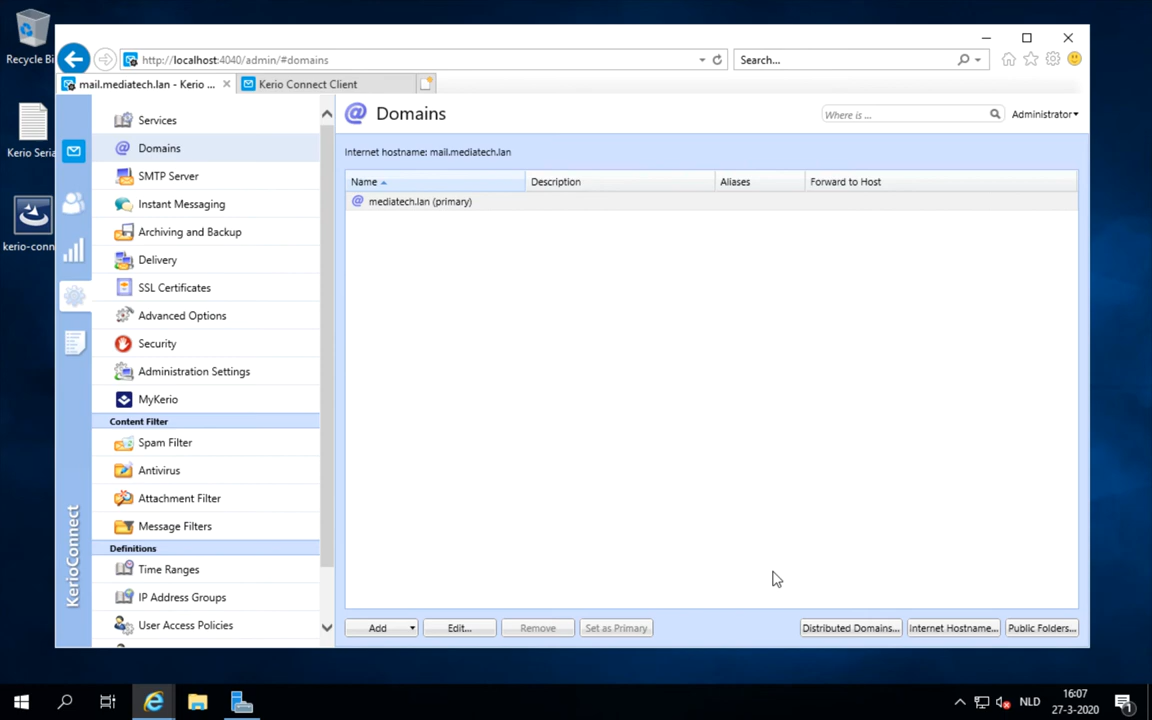 Recycle Bi
Kerio Seria
kerio-conn
http://localhost:4040/admin/#domains
Search...
mail.mediatech.lan - Kerio ...
Kerio Connect Client
Services
Domains
SMTP Server
Instant Messaging
Archiving and Backup
Delivery
SSL Certificates
Advanced Options
Security
Administration Settings
MyKerio
Content Filter
Spam Filter
Antivirus
Attachment Filter
Message Filters
Definitions
Time Ranges
IP Address Groups
User Access Policies
KerioConnect
Domains
Where is ...
Administrator
Internet hostname: mail.mediatech.lan
Name Description Aliases Forward to Host
mediatech.lan (primary)
Add Edit... Remove Set as Primary Distributed Domains... Internet Hostname... Public Folders...
NLD
16:07
27-3-2020
1